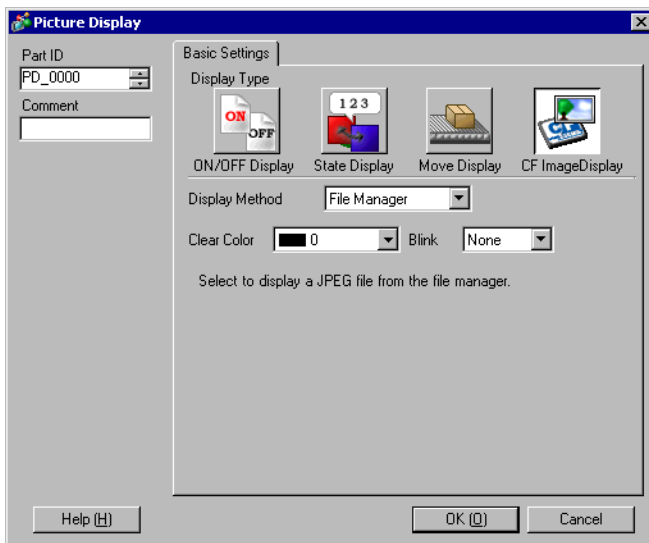 Picture Display
Part ID
PD_0000
Comment
Basic Settings
Display Type
ON
OFF
123
CF
ON/OFF Display
State Display
Move Display
CF ImageDisplay
Display Method
File Manager
Clear Color
0
Blink
None
Select to display a JPEG file from the file manager.
Help (H)
OK (O)
Cancel